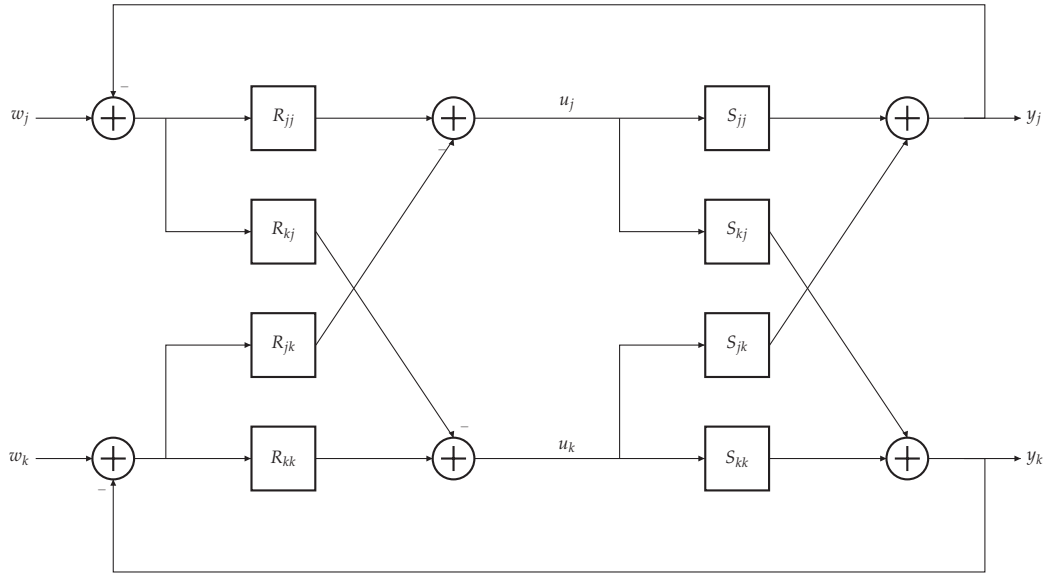 −
w_j
R_jj
u_j
S_jj
y_j
−
R_kj
S_kj
R_jk
S_jk
−
w_k
R_kk
u_k
S_kk
y_k
−